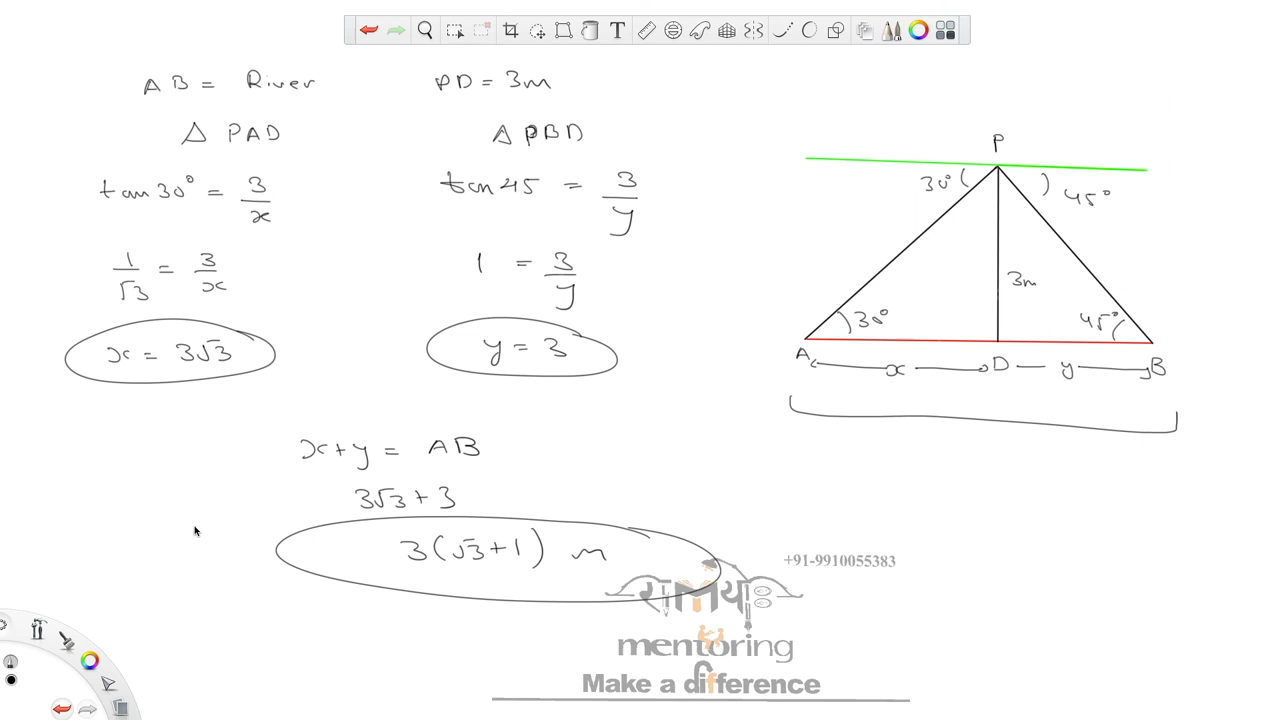 AB = River
PD = 3m
△ PAD
△ PBD
tan 30° = 3/x
tan 45 = 3/y
1/√3 = 3/x
1 = 3/y
x = 3√3
y = 3
x + y = AB
3√3 + 3
3(√3+1) m
P
30°
45°
3m
30°
45°
A
x
D
y
B
+91-9910055383
सामर्थ्य
mentoring
Make a difference